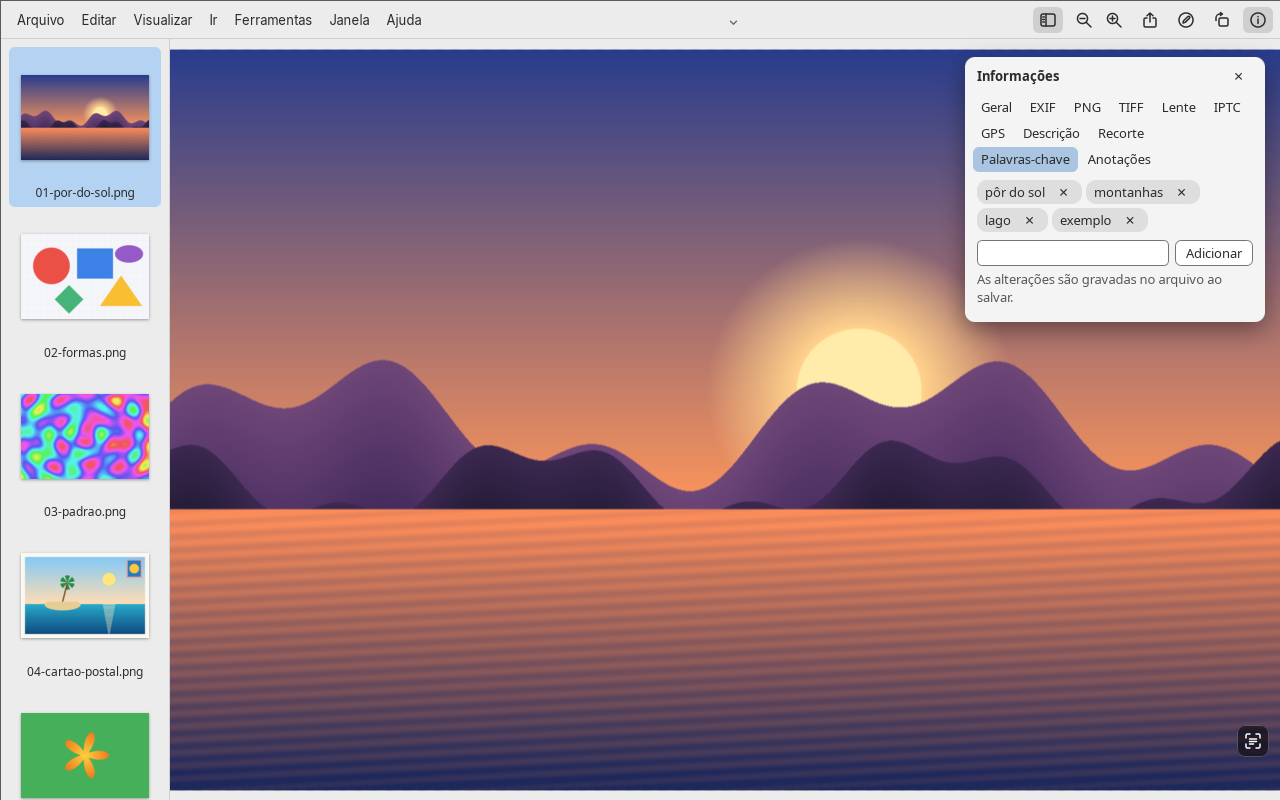 Arquivo Editar Visualizar Ir Ferramentas Janela Ajuda
01-por-do-sol.png
02-formas.png
03-padrao.png
04-cartao-postal.png
Informações ×
Geral EXIF PNG TIFF Lente IPTC
GPS Descrição Recorte
Palavras-chave Anotações
pôr do sol × montanhas ×
lago × exemplo ×
Adicionar
As alterações são gravadas no arquivo ao
salvar.